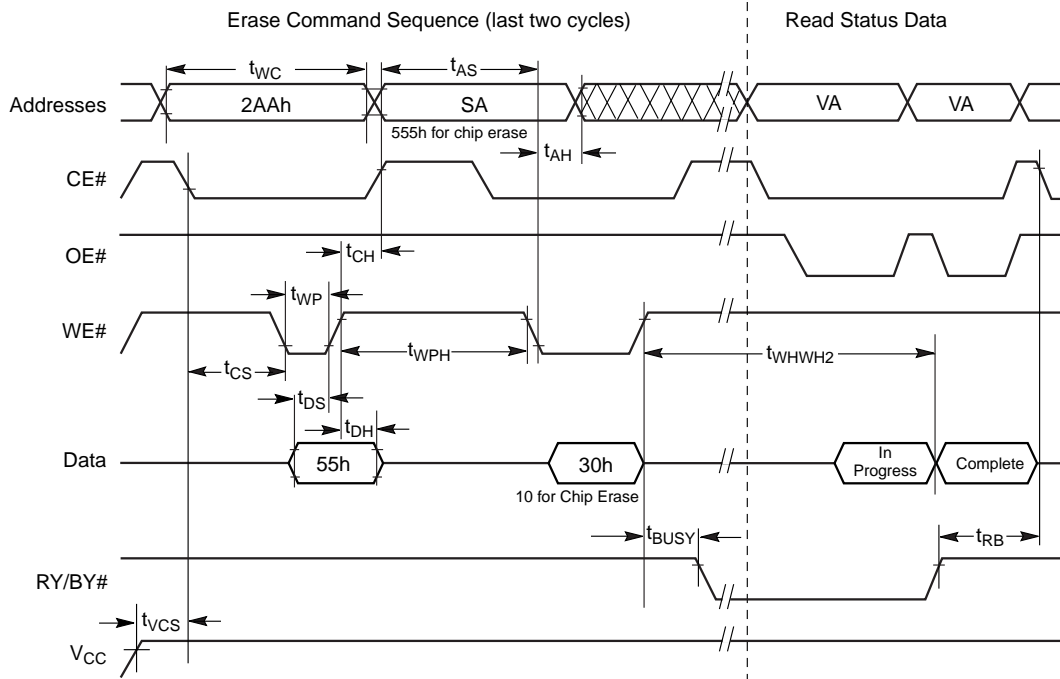 Erase Command Sequence (last two cycles) Read Status Data
tWC tAS
Addresses 2AAh SA VA VA
555h for chip erase
tAH
CE#
OE#
tCH
tWP
WE#
tWPH tWHWH2
tCS
tDS
tDH
Data 55h 30h In Progress Complete
10 for Chip Erase
tBUSY tRB
RY/BY#
tVCS
VCC